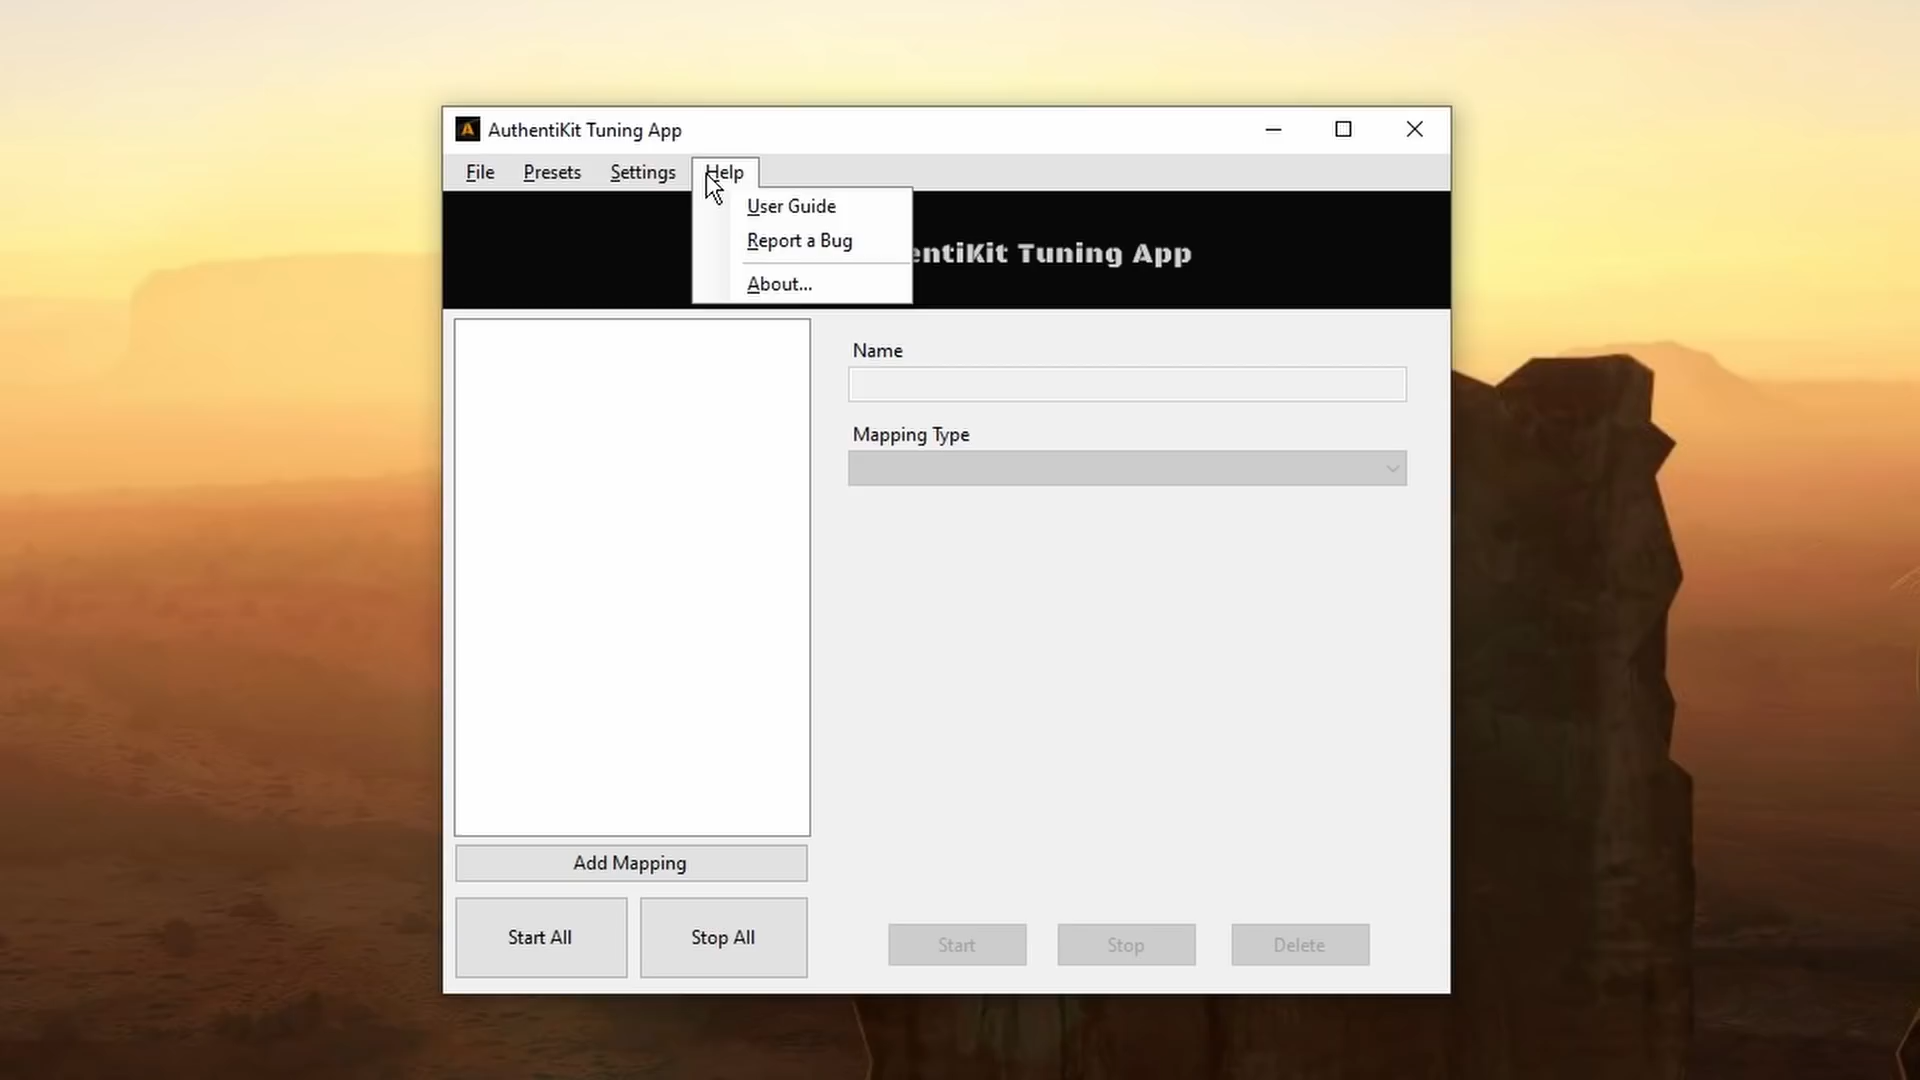 A AuthentiKit Tuning App
File Presets Settings Help
User Guide
Report a Bug
About...
entiKit Tuning App
Name
Mapping Type
Add Mapping
Start All
Stop All
Start
Stop
Delete